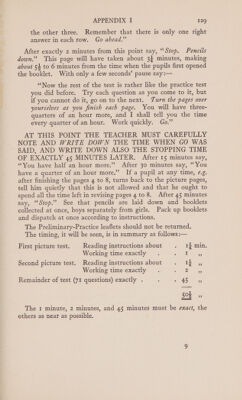 APPENDIX I 129
the other three. Remember that there is only one right
answer in each row. Go ahead."
After exactly 2 minutes from this point, say, "Stop. Pencils
down." This page will have taken about 3½ minutes, making
about 5½ to 6 minutes from the time when the pupils first opened
the booklet. With only a few seconds' pause say:—
"Now the rest of the test is rather like the practice test
you did before. Try each question as you come to it, but
if you cannot do it, go on to the next. Turn the pages over
yourselves as you finish each page. You will have three-
quarters of an hour more, and I shall tell you the time
every quarter of an hour. Work quickly. Go."
AT THIS POINT THE TEACHER MUST CAREFULLY
NOTE AND WRITE DOWN THE TIME WHEN GO WAS
SAID, AND WRITE DOWN ALSO THE STOPPING TIME
OF EXACTLY 45 MINUTES LATER. After 15 minutes say,
"You have half an hour more." After 30 minutes say, "You
have a quarter of an hour more." If a pupil at any time, e.g.
after finishing the pages 4 to 8, turns back to the picture pages,
tell him quietly that this is not allowed and that he ought to
spend all the time left in revising pages 4 to 8. After 45 minutes
say, "Stop." See that pencils are laid down and booklets
collected at once, boys separately from girls. Pack up booklets
and dispatch at once according to instructions.
The Preliminary-Practice leaflets should not be returned.
The timing, it will be seen, is in summary as follows:—
First picture test. Reading instructions about . 1½ min.
Working time exactly . . 1 "
Second picture test. Reading instructions about . 1½ "
Working time exactly . . 2 "
Remainder of test (71 questions) exactly . . . 45 "
50½ "
The 1 minute, 2 minutes, and 45 minutes must be exact, the
others as near as possible.
9